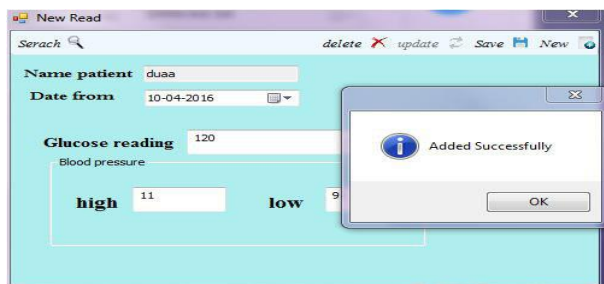 New Read
Serach delete update Save New
Name patient duaa
Date from 10-04-2016
Glucose reading 120
Added Successfully
Blood pressure
high 11 low 9
OK